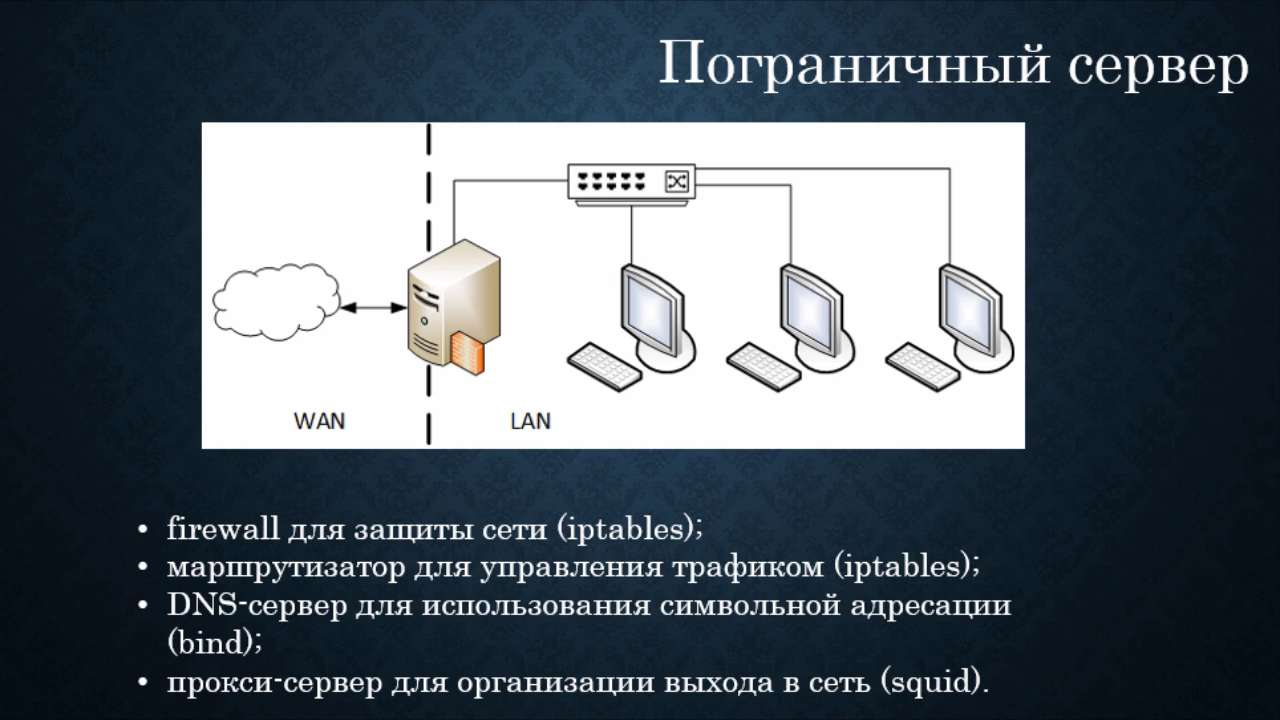 Пограничный сервер
WAN
LAN
• firewall для защиты сети (iptables);
• маршрутизатор для управления трафиком (iptables);
• DNS-сервер для использования символьной адресации
(bind);
• прокси-сервер для организации выхода в сеть (squid).